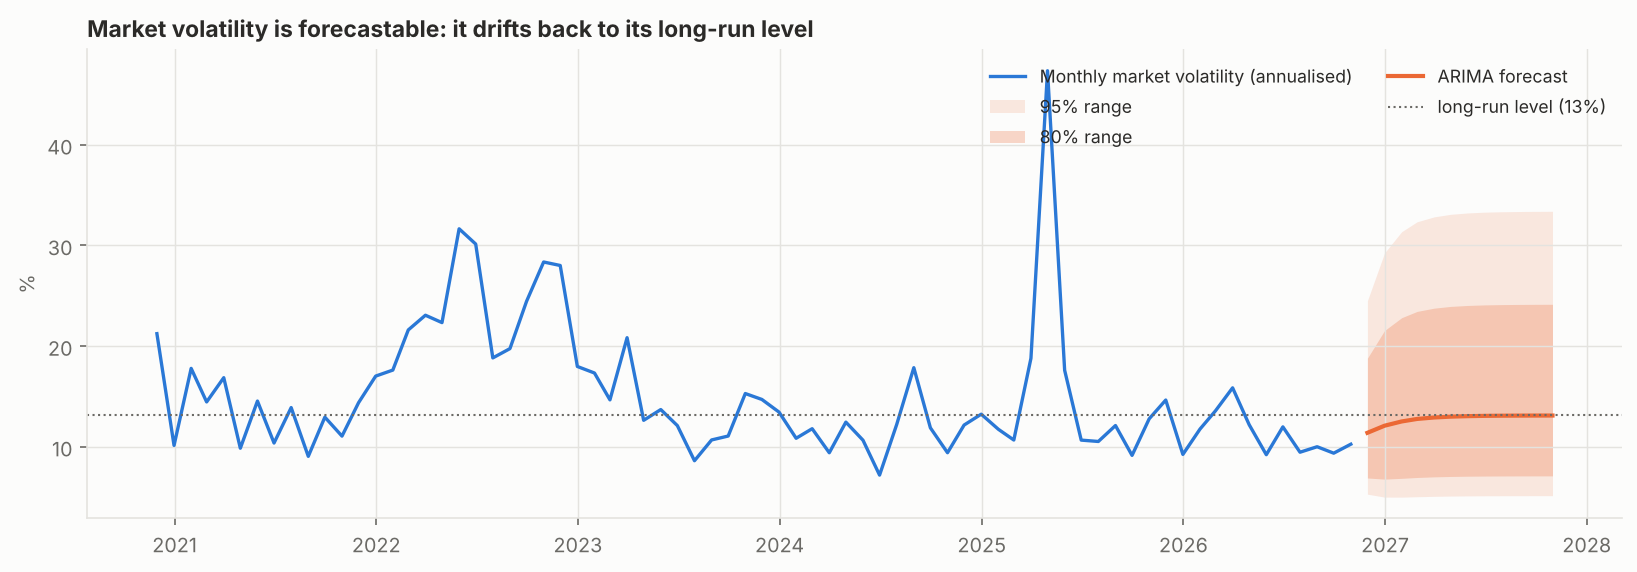 Market volatility is forecastable: it drifts back to its long-run level
Monthly market volatility (annualised)
95% range
80% range
ARIMA forecast
long-run level (13%)
%
40
30
20
10
2021
2022
2023
2024
2025
2026
2027
2028